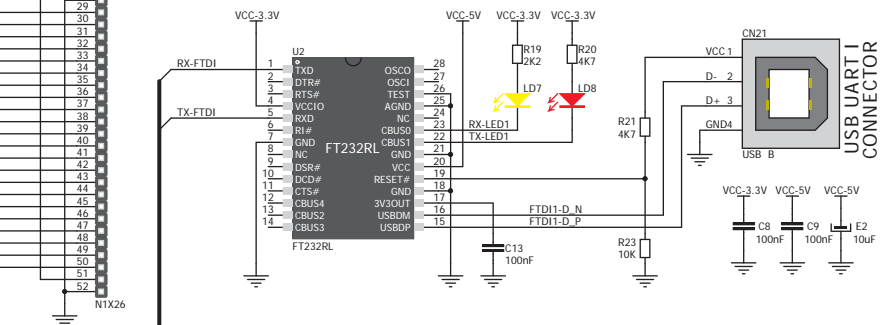 29
30
31
32
33
34
35
36
37
38
39
40
41
42
43
44
45
46
47
48
49
50
51
52
N1X26
RX-FTDI
TX-FTDI
VCC-3.3V
VCC-5V
VCC-3.3V
VCC-3.3V
U2
1 TXD
2 DTR#
3 RTS#
4 VCCIO
5 RXD
6 RI#
7 GND
8 NC
9 DSR#
10 DCD#
11 CTS#
12 CBUS4
13 CBUS2
14 CBUS3
FT232RL
OSCO 28
OSCI 27
TEST 26
AGND 25
NC 24
CBUS0 23
CBUS1 22
GND 21
VCC 20
RESET# 19
GND 18
3V3OUT 17
USBDM 16
USBDP 15
FT232RL
RX-LED1
TX-LED1
R19
2K2
R20
4K7
LD7
LD8
R21
4K7
R23
10K
C13
100nF
FTDI1-D_N
FTDI1-D_P
CN21
VCC 1
D- 2
D+ 3
GND4
USB B
USB UART I
CONNECTOR
VCC-3.3V
VCC-5V
VCC-5V
C8
100nF
C9
100nF
E2
10uF